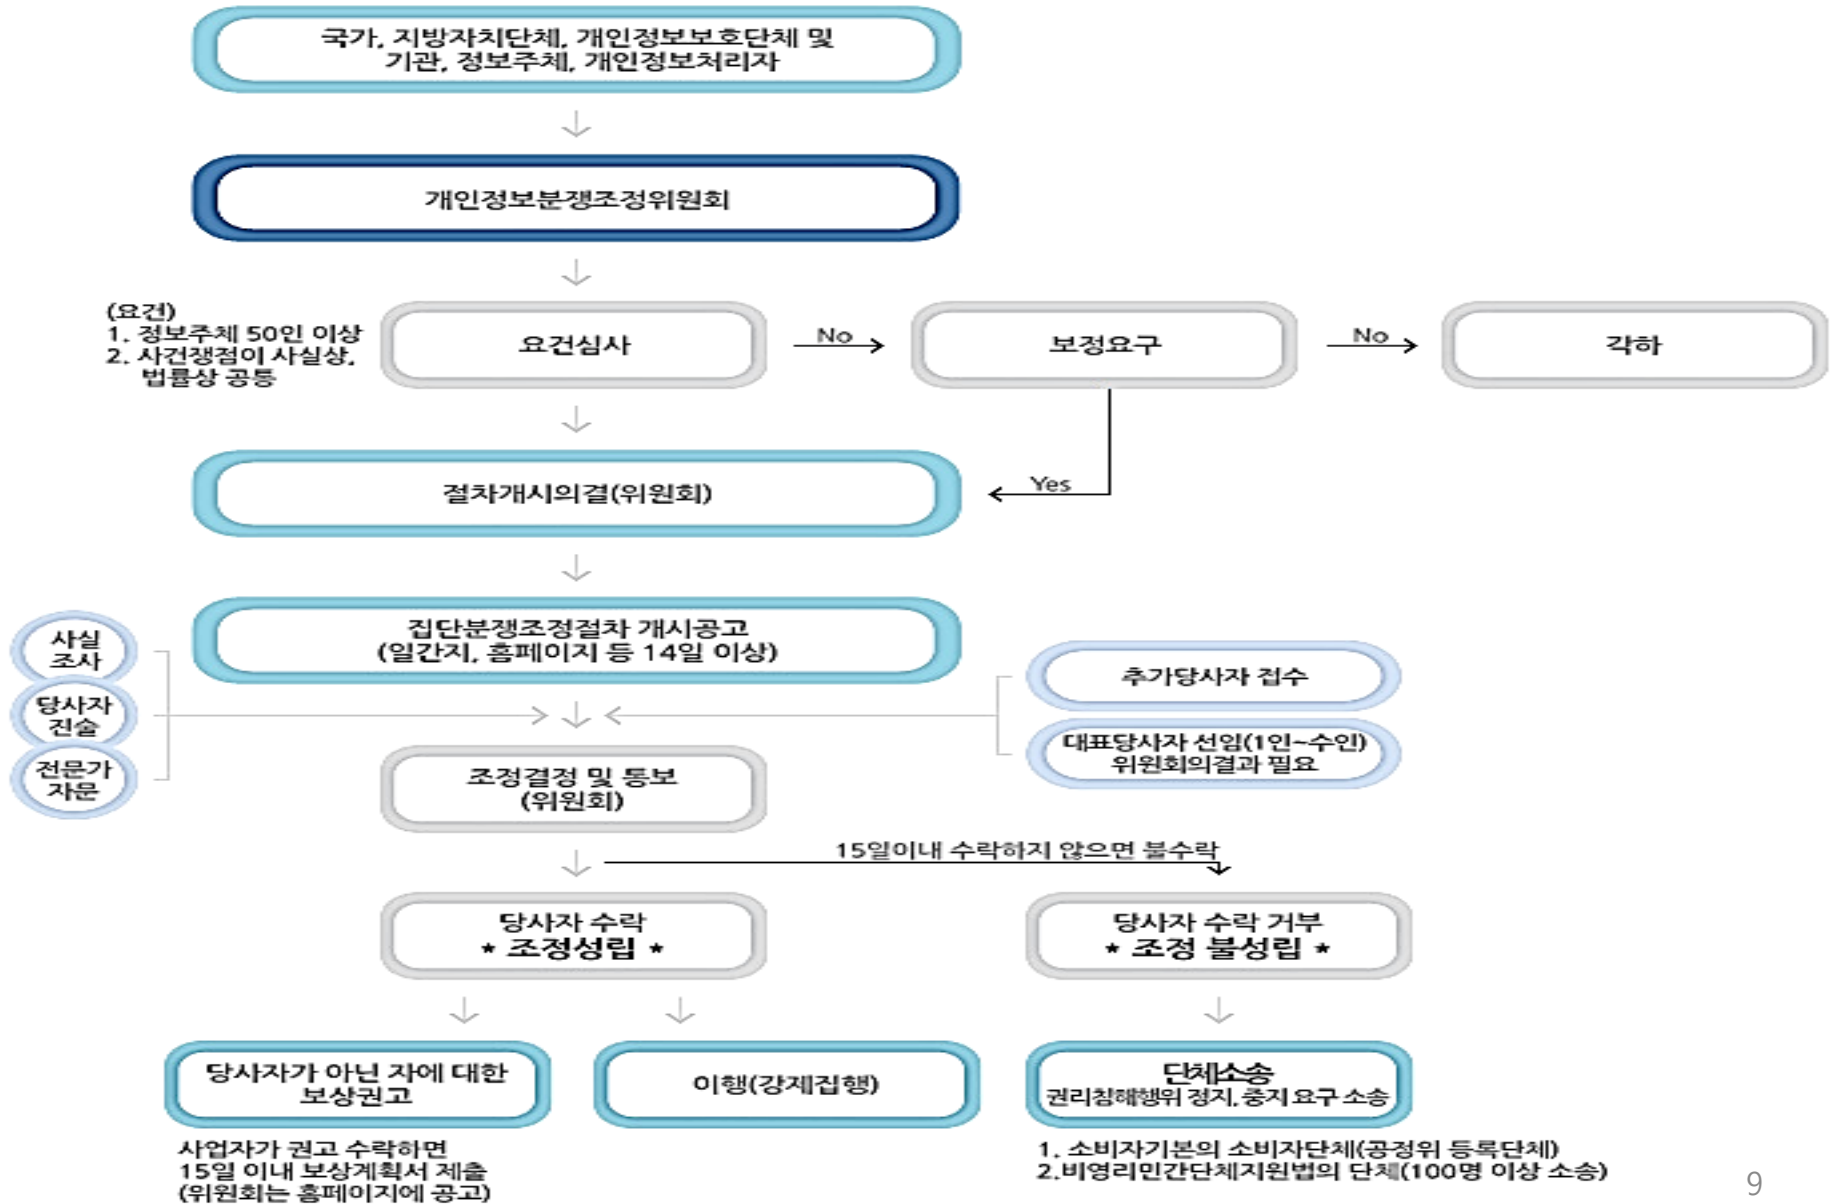 국가, 지방자치단체, 개인정보보호단체 및
기관, 정보주체, 개인정보처리자
개인정보분쟁조정위원회
(요건)
1. 정보주체 50인 이상
2. 사건쟁점이 사실상,
법률상 공통
요건심사
No
보정요구
No
각하
절차개시의결(위원회)
Yes
집단분쟁조정절차 개시공고
(일간지, 홈페이지 등 14일 이상)
사실
조사
당사자
진술
전문가
자문
추가당사자 접수
대표당사자 선임(1인~수인)
위원회의결과 필요
조정결정 및 통보
(위원회)
15일이내 수락하지 않으면 불수락
당사자 수락
* 조정성립 *
당사자 수락 거부
* 조정 불성립 *
당사자가 아닌 자에 대한
보상권고
이행(강제집행)
단체소송
권리침해행위 정지, 중지 요구 소송
사업자가 권고 수락하면
15일 이내 보상계획서 제출
(위원회는 홈페이지에 공고)
1. 소비자기본의 소비자단체(공정위 등록단체)
2.비영리민간단체지원법의 단체(100명 이상 소송)
9